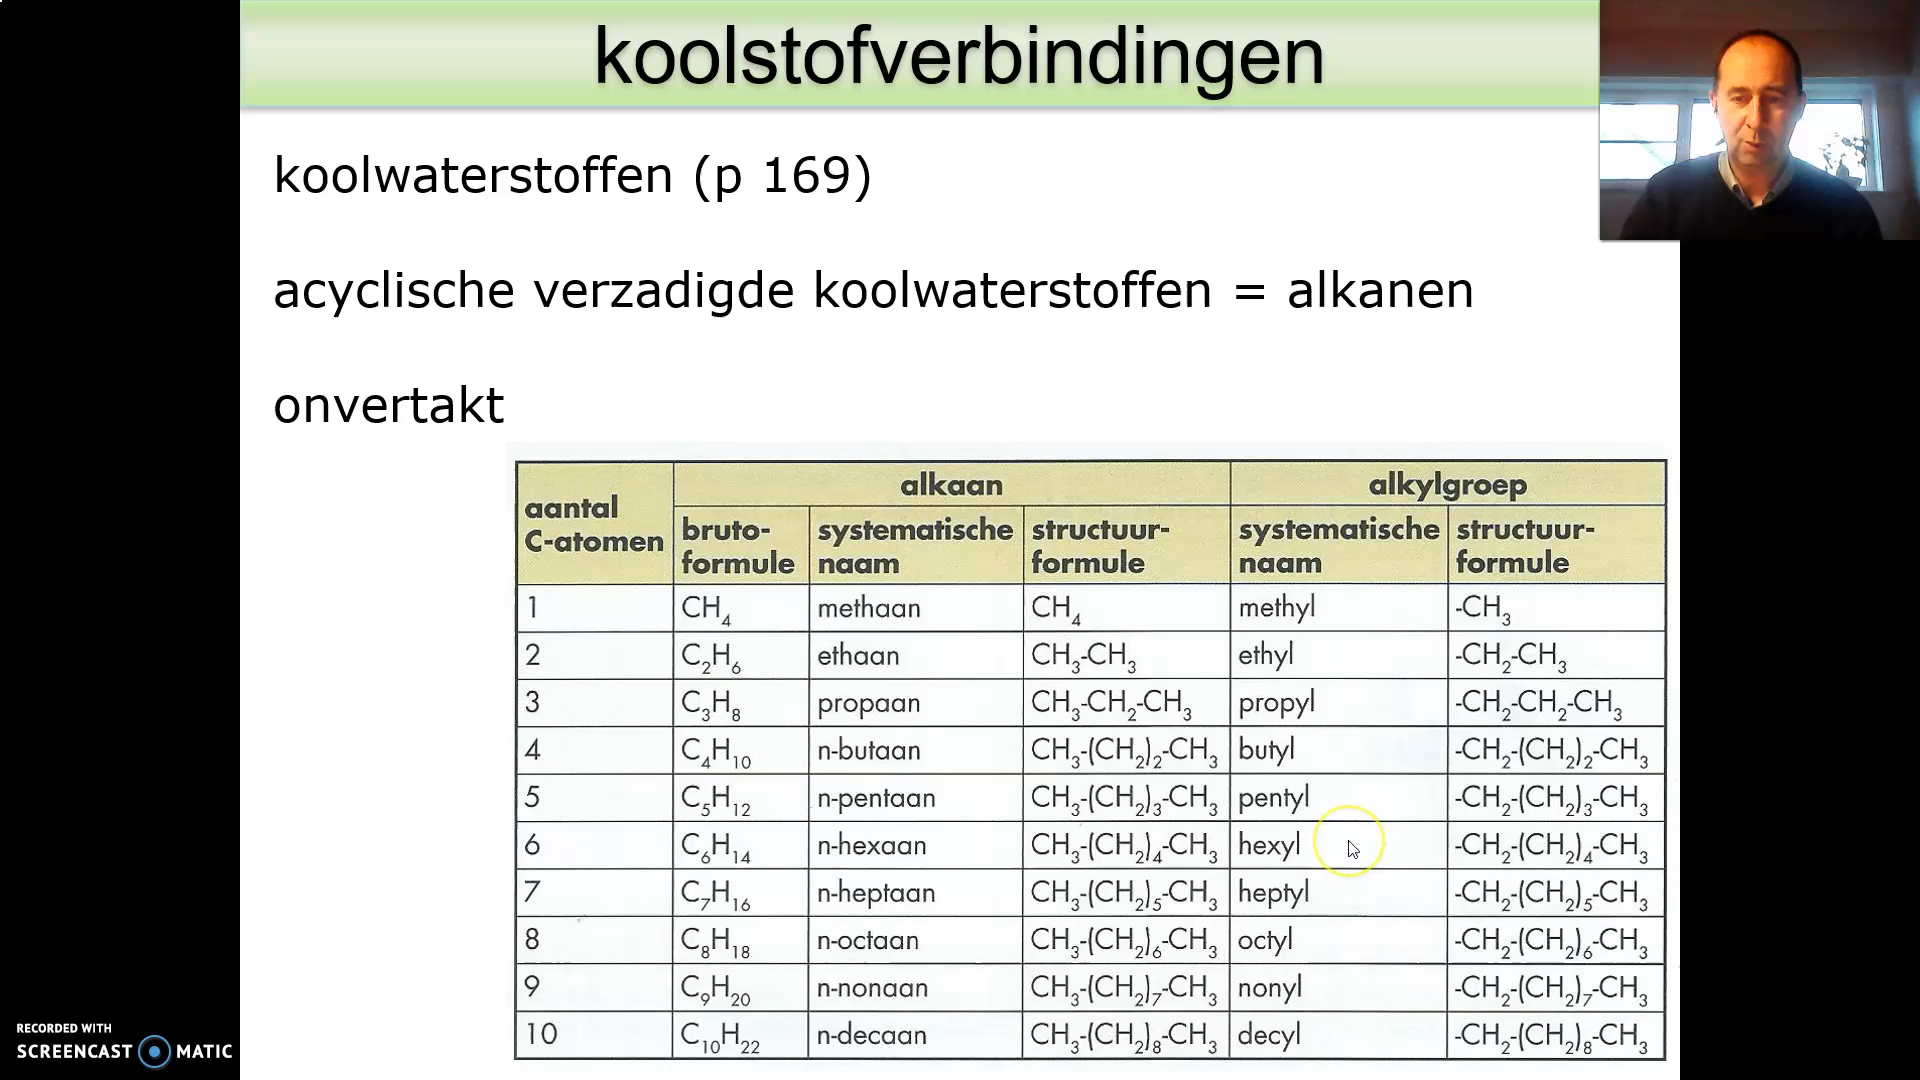 koolstofverbindingen
koolwaterstoffen (p 169)
acyclische verzadigde koolwaterstoffen = alkanen
onvertakt
aantal C-atomen | alkaan | alkylgroep
bruto-formule | systematische naam | structuur-formule | systematische naam | structuur-formule
1 | CH₄ | methaan | CH₄ | methyl | -CH₃
2 | C₂H₆ | ethaan | CH₃-CH₃ | ethyl | -CH₂-CH₃
3 | C₃H₈ | propaan | CH₃-CH₂-CH₃ | propyl | -CH₂-CH₂-CH₃
4 | C₄H₁₀ | n-butaan | CH₃-(CH₂)₂-CH₃ | butyl | -CH₂-(CH₂)₂-CH₃
5 | C₅H₁₂ | n-pentaan | CH₃-(CH₂)₃-CH₃ | pentyl | -CH₂-(CH₂)₃-CH₃
6 | C₆H₁₄ | n-hexaan | CH₃-(CH₂)₄-CH₃ | hexyl | -CH₂-(CH₂)₄-CH₃
7 | C₇H₁₆ | n-heptaan | CH₃-(CH₂)₅-CH₃ | heptyl | -CH₂-(CH₂)₅-CH₃
8 | C₈H₁₈ | n-octaan | CH₃-(CH₂)₆-CH₃ | octyl | -CH₂-(CH₂)₆-CH₃
9 | C₉H₂₀ | n-nonaan | CH₃-(CH₂)₇-CH₃ | nonyl | -CH₂-(CH₂)₇-CH₃
10 | C₁₀H₂₂ | n-decaan | CH₃-(CH₂)₈-CH₃ | decyl | -CH₂-(CH₂)₈-CH₃
RECORDED WITH
SCREENCAST MATIC